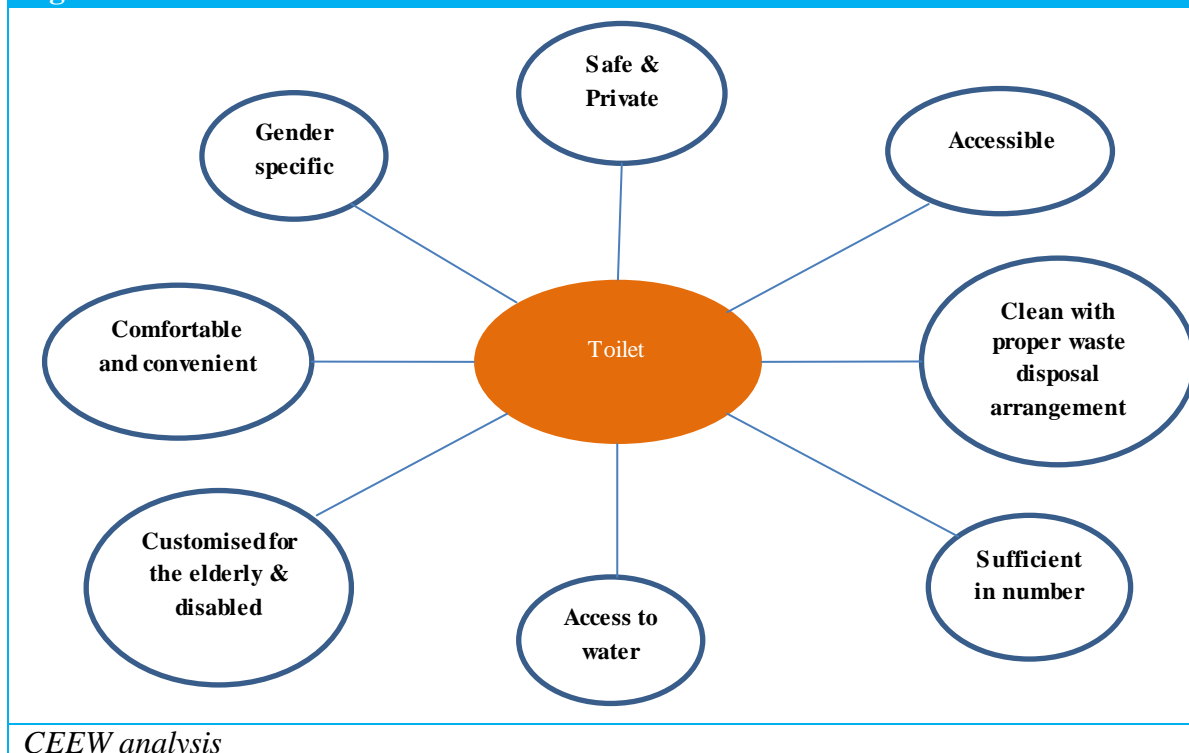 Safe &
Private
Gender
specific
Accessible
Comfortable
and convenient
Toilet
Clean with
proper waste
disposal
arrangement
Customised for
the elderly &
disabled
Access to
water
Sufficient
in number
CEEW analysis